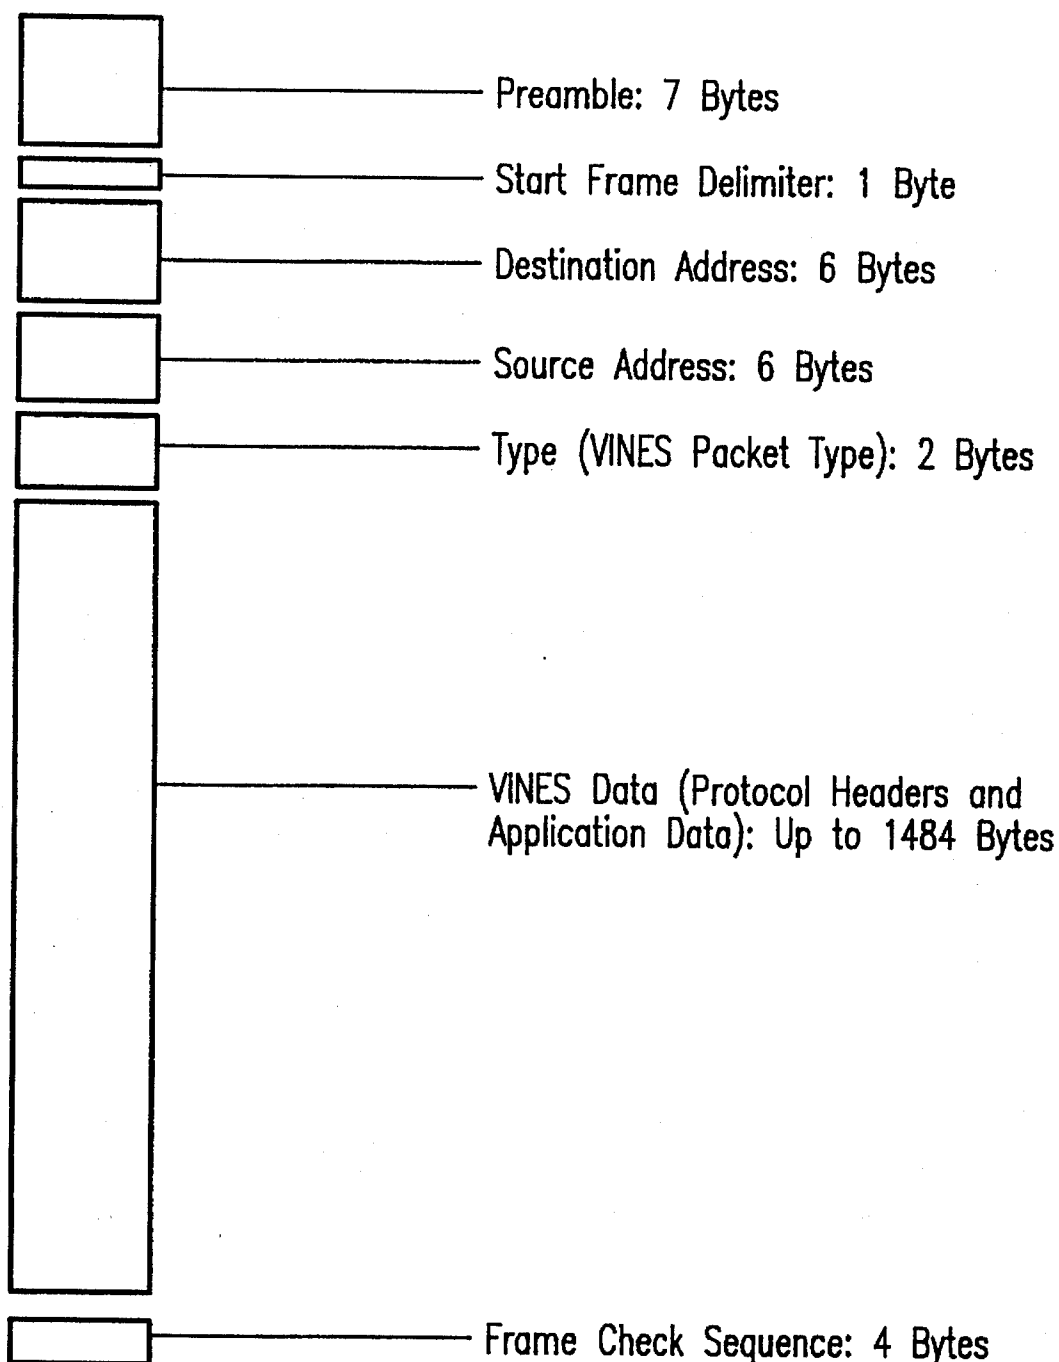 Preamble: 7 Bytes
Start Frame Delimiter: 1 Byte
Destination Address: 6 Bytes
Source Address: 6 Bytes
Type (VINES Packet Type): 2 Bytes
VINES Data (Protocol Headers and
Application Data): Up to 1484 Bytes
Frame Check Sequence: 4 Bytes